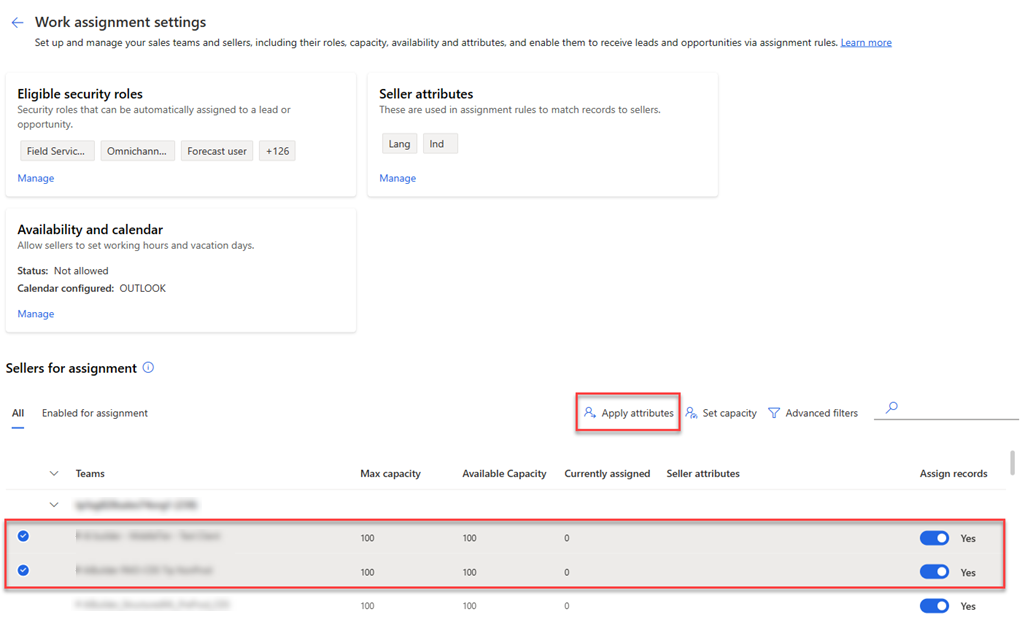 Work assignment settings
Set up and manage your sales teams and sellers, including their roles, capacity, availability and attributes, and enable them to receive leads and opportunities via assignment rules. Learn more
Eligible security roles
Security roles that can be automatically assigned to a lead or
opportunity.
Field Servic... Omnichann... Forecast user +126
Manage
Seller attributes
These are used in assignment rules to match records to sellers.
Lang Ind
Manage
Availability and calendar
Allow sellers to set working hours and vacation days.
Status: Not allowed
Calendar configured: OUTLOOK
Manage
Sellers for assignment
All Enabled for assignment Apply attributes Set capacity Advanced filters
Teams Max capacity Available Capacity Currently assigned Seller attributes Assign records
100 100 0 Yes
100 100 0 Yes
100 100 0 Yes